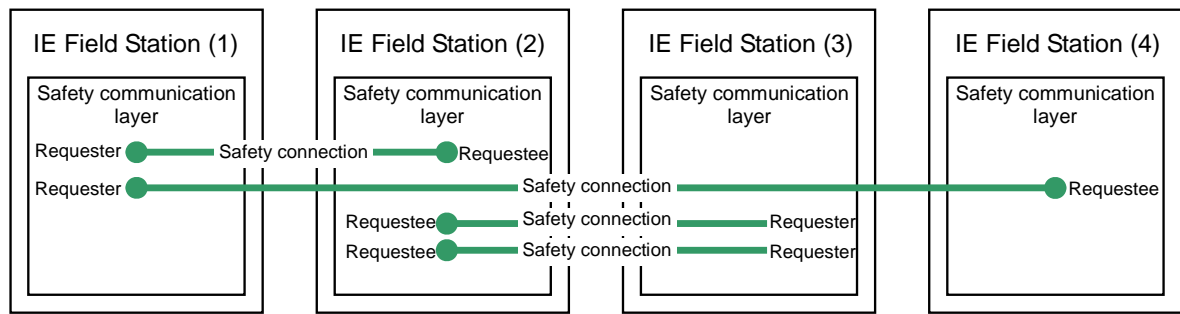 IE Field Station (1)
IE Field Station (2)
IE Field Station (3)
IE Field Station (4)
Safety communication
layer
Safety communication
layer
Safety communication
layer
Safety communication
layer
Requester
Safety connection
Requestee
Requester
Safety connection
Requestee
Requestee
Safety connection
Requester
Requestee
Safety connection
Requester